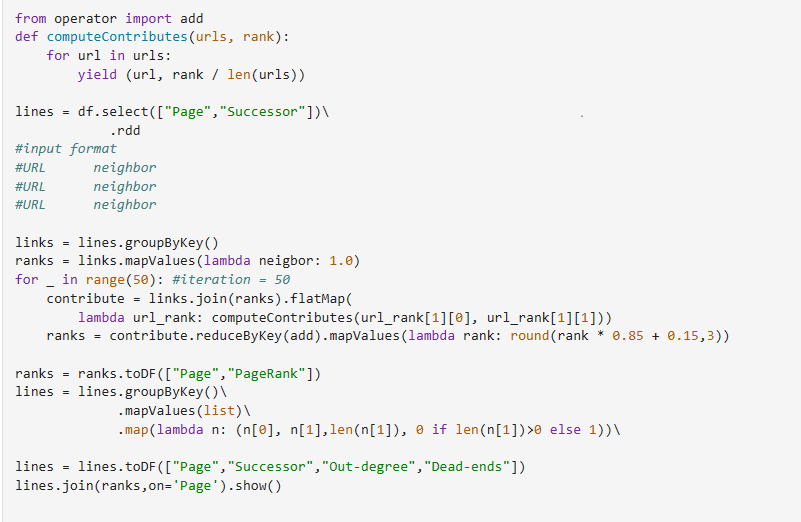 from operator import add
def computeContributes(urls, rank):
    for url in urls:
        yield (url, rank / len(urls))

lines = df.select(["Page","Successor"])\
            .rdd
#input format
#URL      neighbor
#URL      neighbor
#URL      neighbor

links = lines.groupByKey()
ranks = links.mapValues(lambda neigbor: 1.0)
for _ in range(50): #iteration = 50
    contribute = links.join(ranks).flatMap(
        lambda url_rank: computeContributes(url_rank[1][0], url_rank[1][1]))
    ranks = contribute.reduceByKey(add).mapValues(lambda rank: round(rank * 0.85 + 0.15,3))

ranks = ranks.toDF(["Page","PageRank"])
lines = lines.groupByKey()\
             .mapValues(list)\
             .map(lambda n: (n[0], n[1],len(n[1]), 0 if len(n[1])>0 else 1))\

lines = lines.toDF(["Page","Successor","Out-degree","Dead-ends"])
lines.join(ranks,on='Page').show()